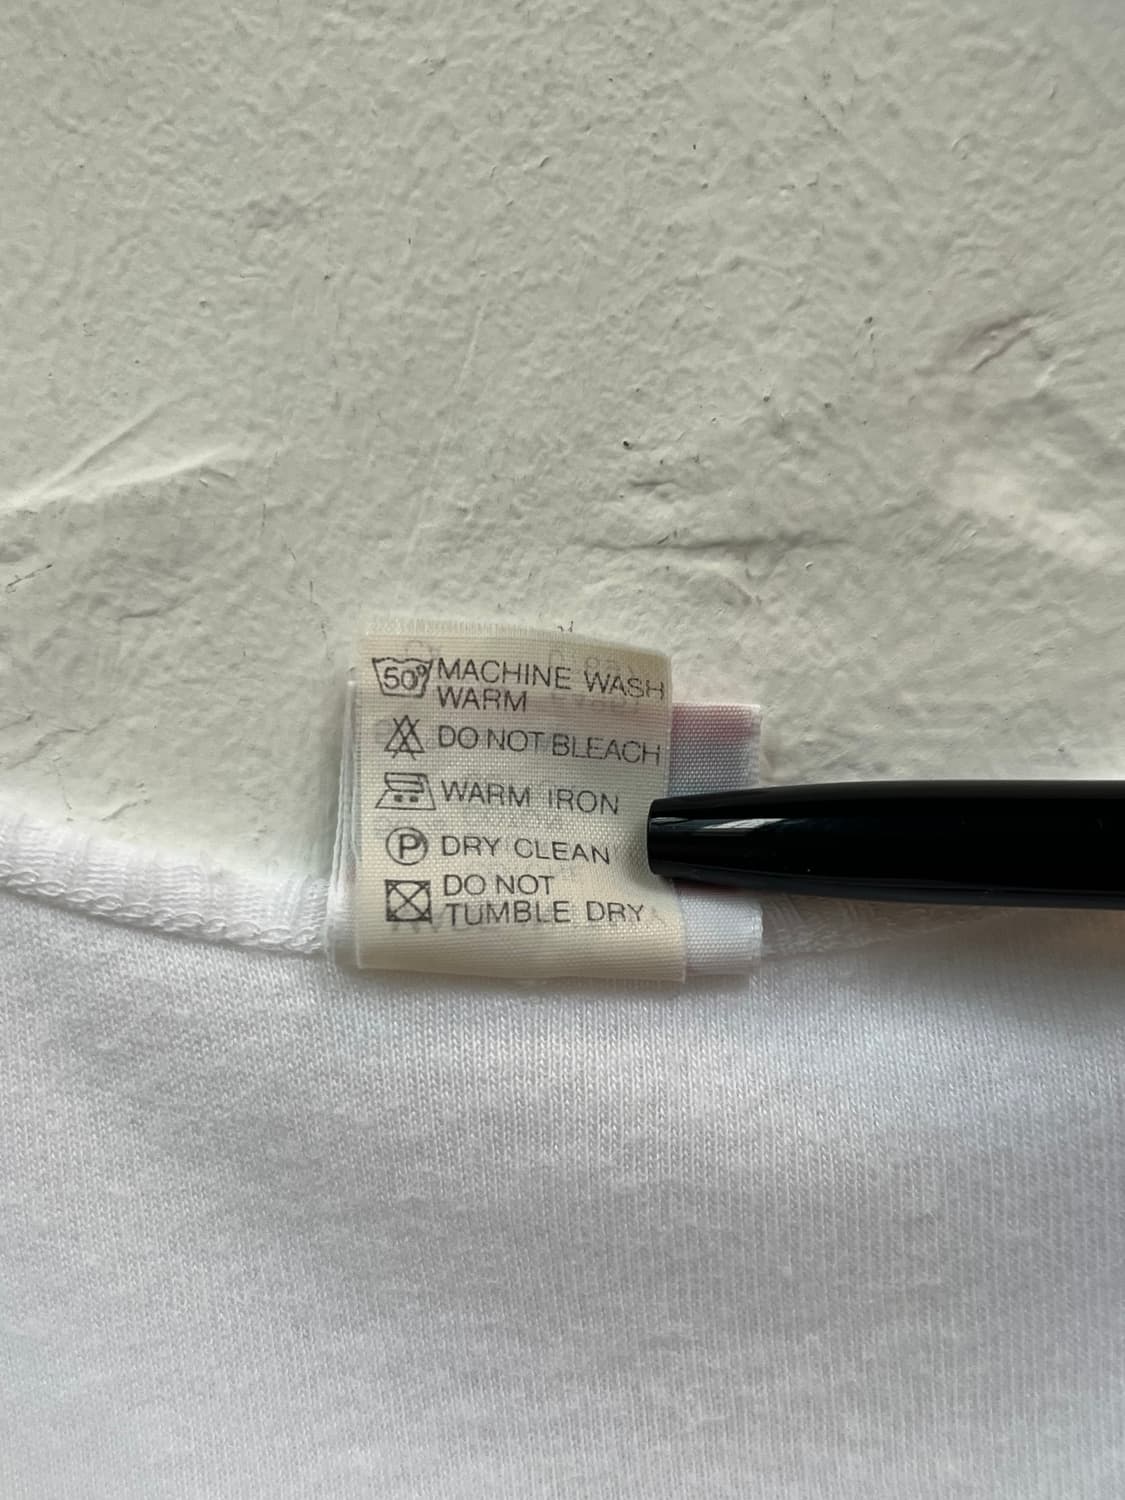 50° MACHINE WASH
WARM
DO NOT BLEACH
WARM IRON
P DRY CLEAN
DO NOT
TUMBLE DRY